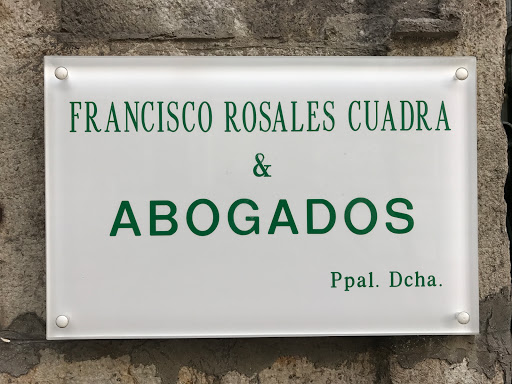 FRANCISCO ROSALES CUADRA
&
ABOGADOS
Ppal. Dcha.